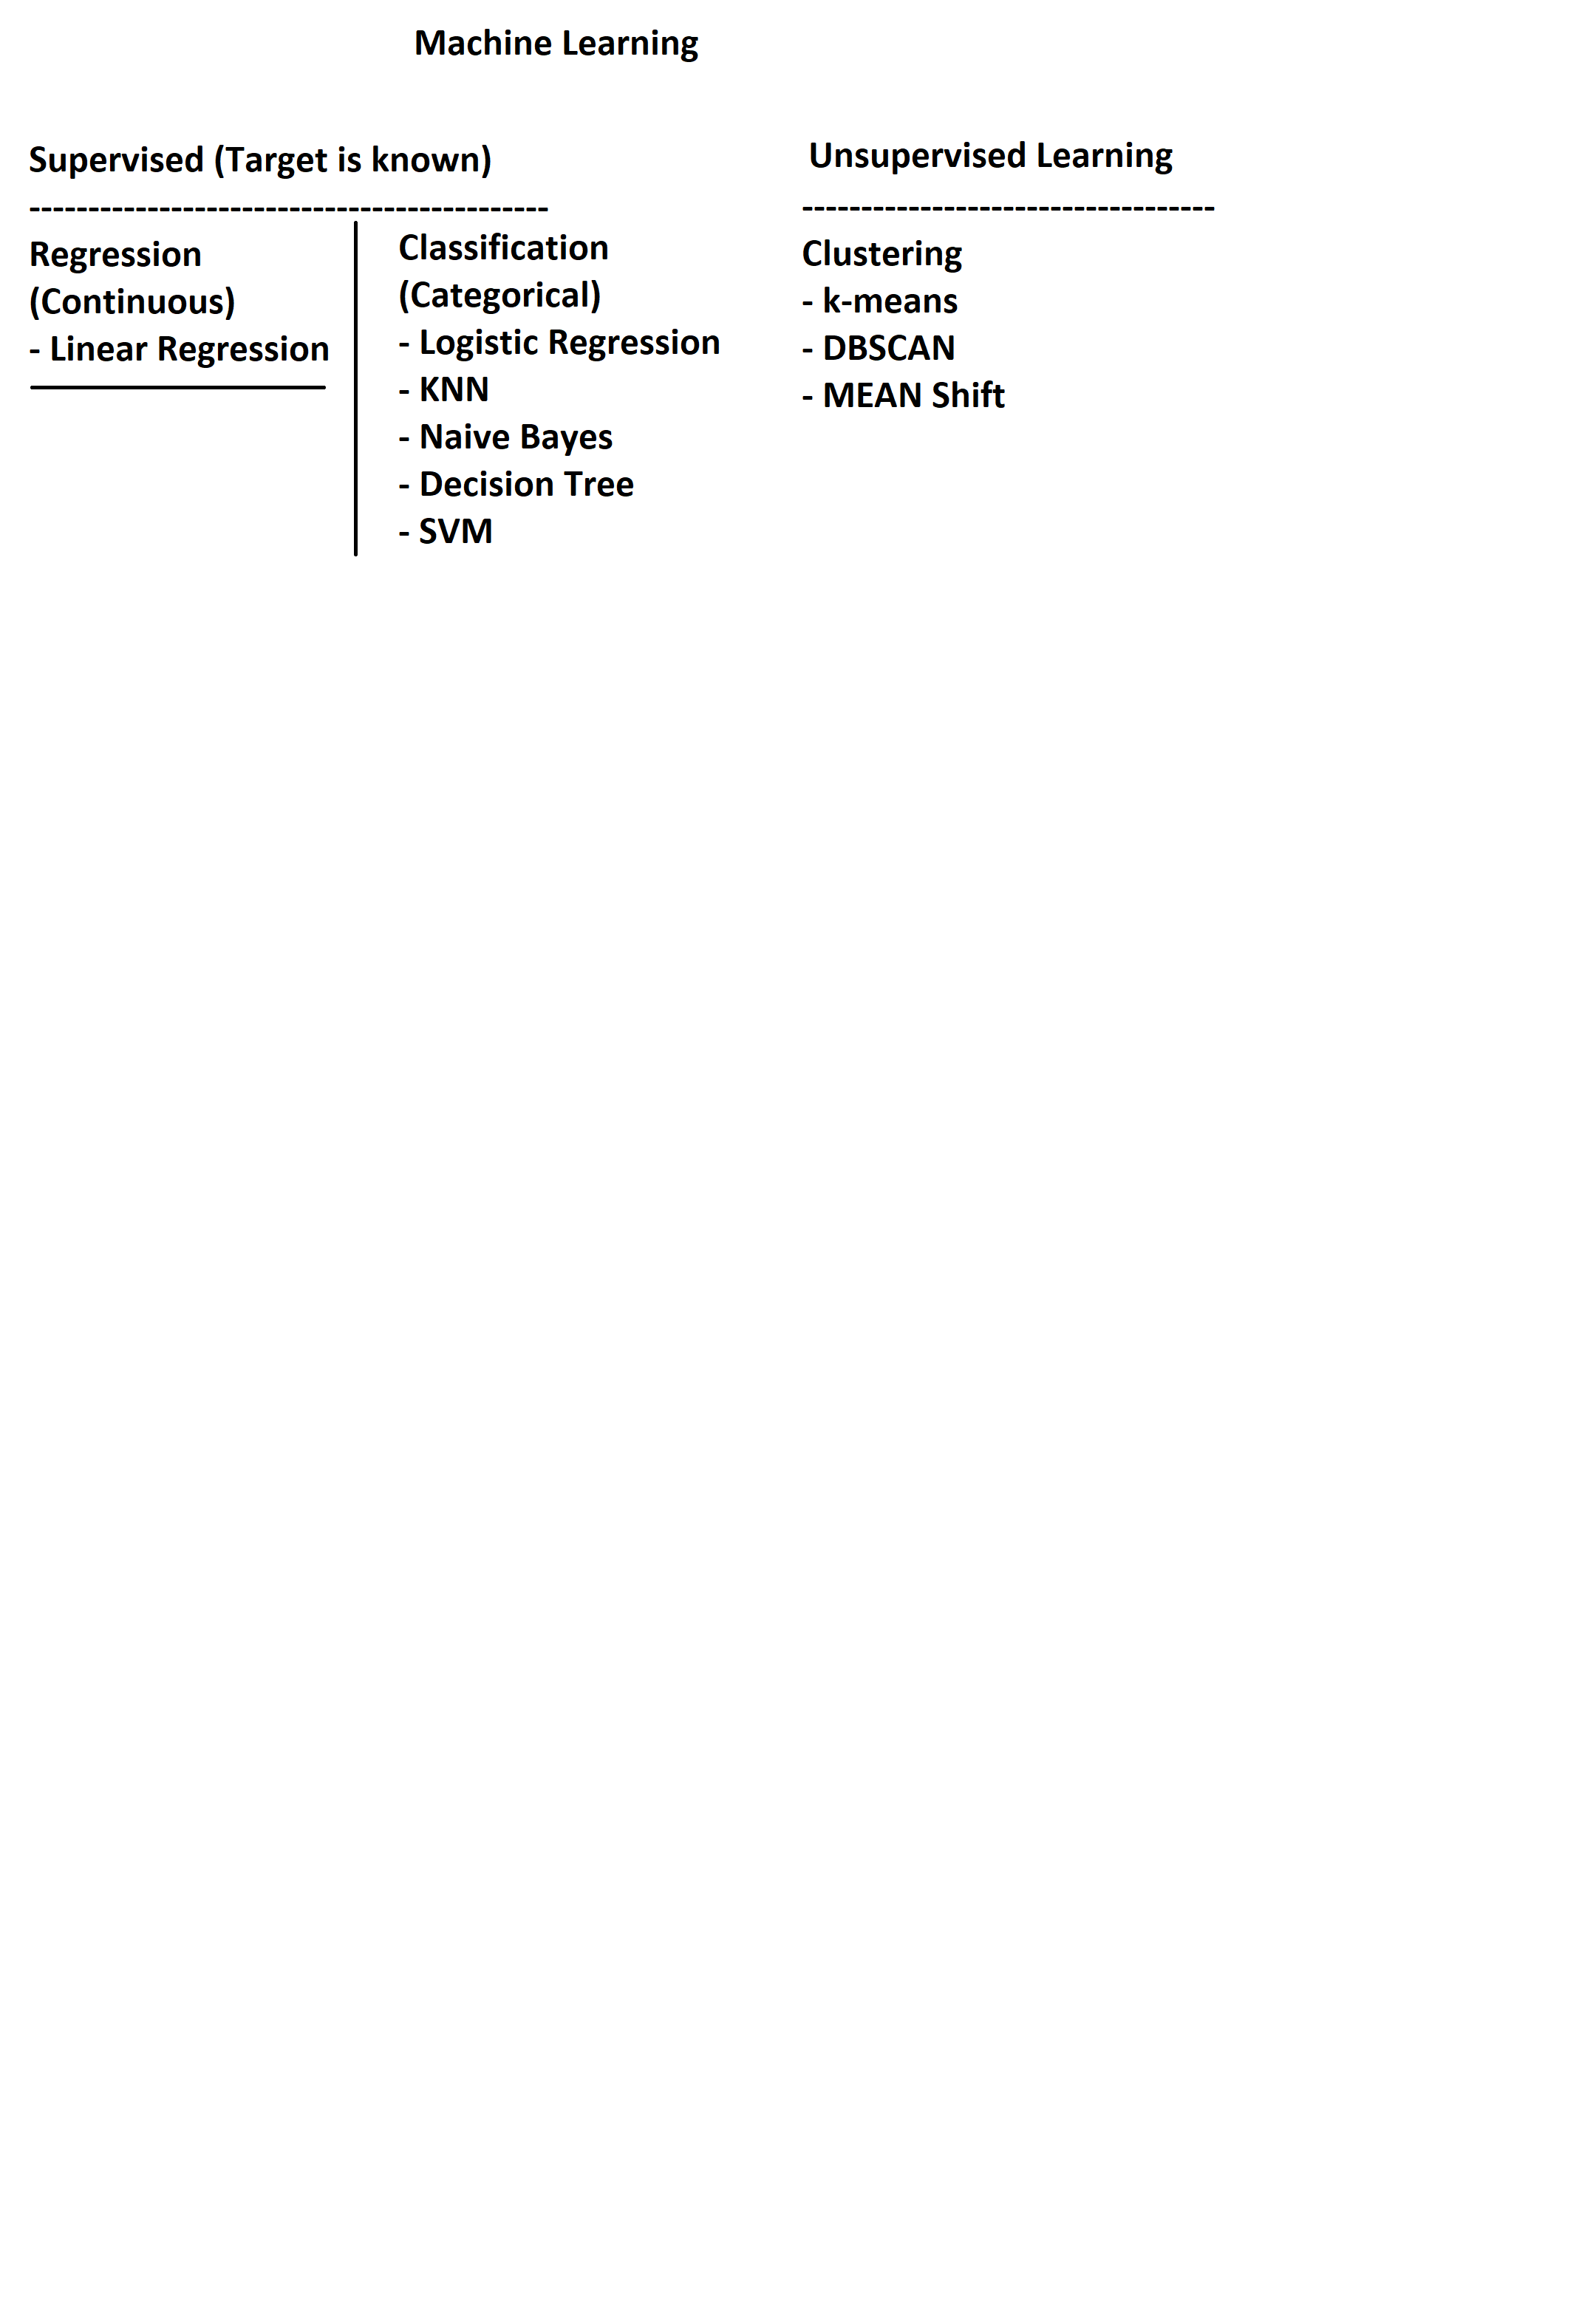 Machine Learning
Supervised (Target is known)
--------------------------------------------
Regression
(Continuous)
- Linear Regression
Classification
(Categorical)
- Logistic Regression
- KNN
- Naive Bayes
- Decision Tree
- SVM
Unsupervised Learning
-----------------------------------
Clustering
- k-means
- DBSCAN
- MEAN Shift